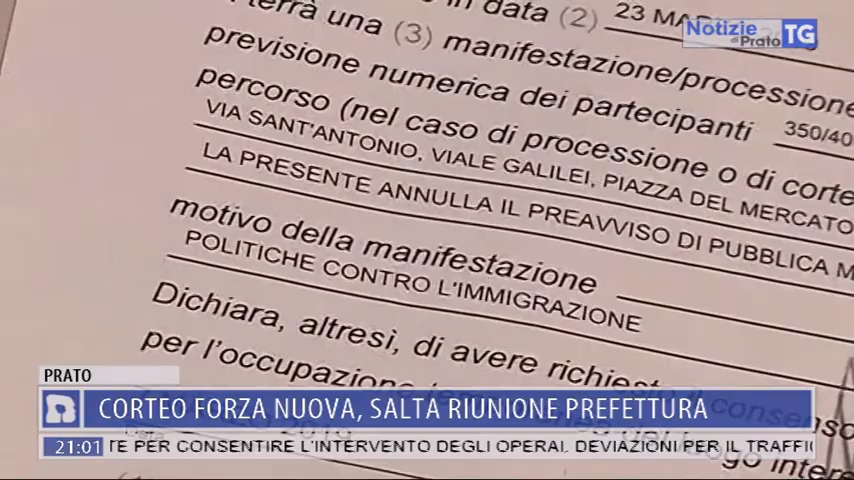 in data (2) 23
terrà una (3) manifestazione/processione
previsione numerica dei partecipanti 350/40
percorso (nel caso di processione o di corte
VIA SANT'ANTONIO, VIALE GALILEI, PIAZZA DEL MERCATO
LA PRESENTE ANNULLA IL PREAVVISO DI PUBBLICA M
motivo della manifestazione
POLITICHE CONTRO L'IMMIGRAZIONE
Dichiara, altresì, di avere richiesto il consenso
per l'occupazione
Notizie
di Prato
TG
PRATO
CORTEO FORZA NUOVA, SALTA RIUNIONE PREFETTURA
21:01 TE PER CONSENTIRE L'INTERVENTO DEGLI OPERAI. DEVIAZIONI PER IL TRAFFIC